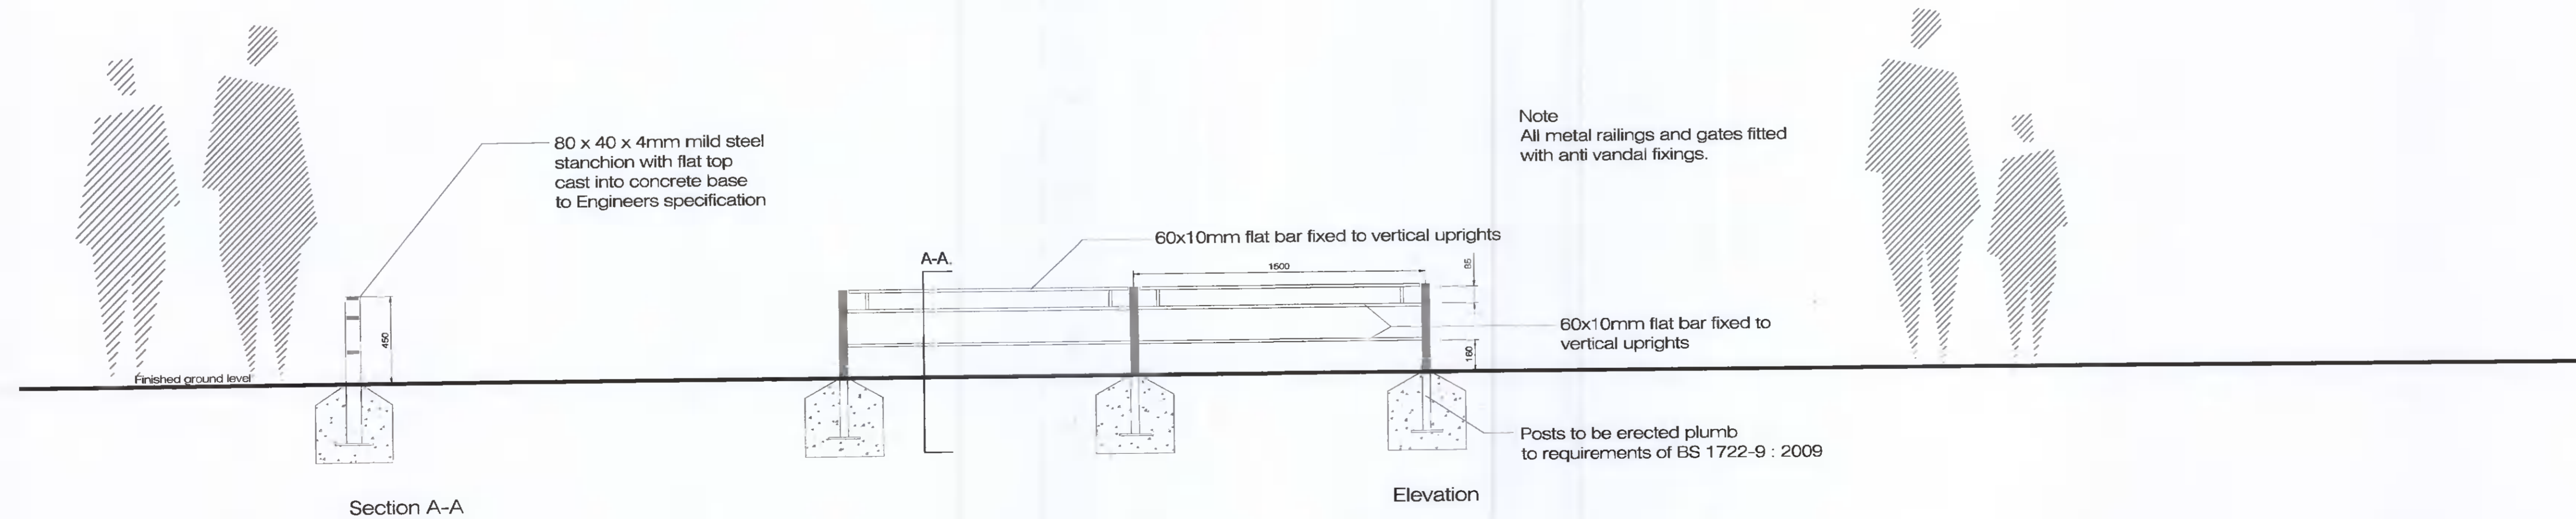 80 x 40 x 4mm mild steel
stanchion with flat top
cast into concrete base
to Engineers specification
Note
All metal railings and gates fitted
with anti vandal fixings.
60x10mm flat bar fixed to vertical uprights
A-A
1500
85
450
60x10mm flat bar fixed to
vertical uprights
160
Finished ground level
Posts to be erected plumb
to requirements of BS 1722-9 : 2009
Elevation
Section A-A